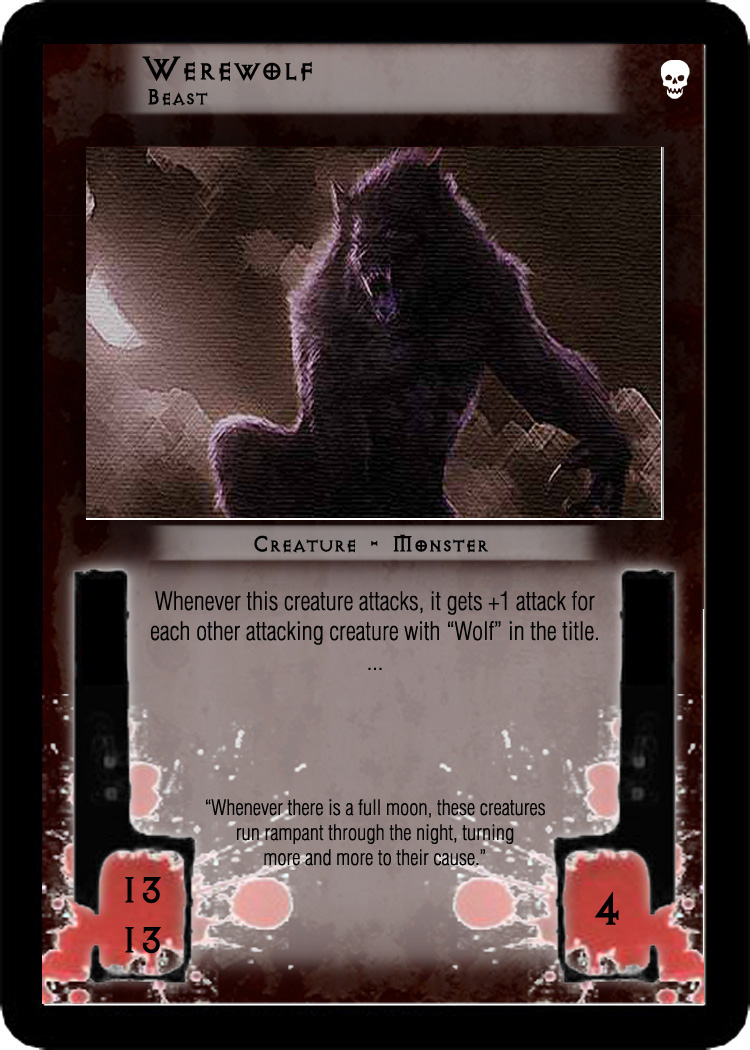 Werewolf
Beast
Creature - Monster
Whenever this creature attacks, it gets +1 attack for
each other attacking creature with “Wolf” in the title.
...
“Whenever there is a full moon, these creatures
run rampant through the night, turning
more and more to their cause.”
13
13
4